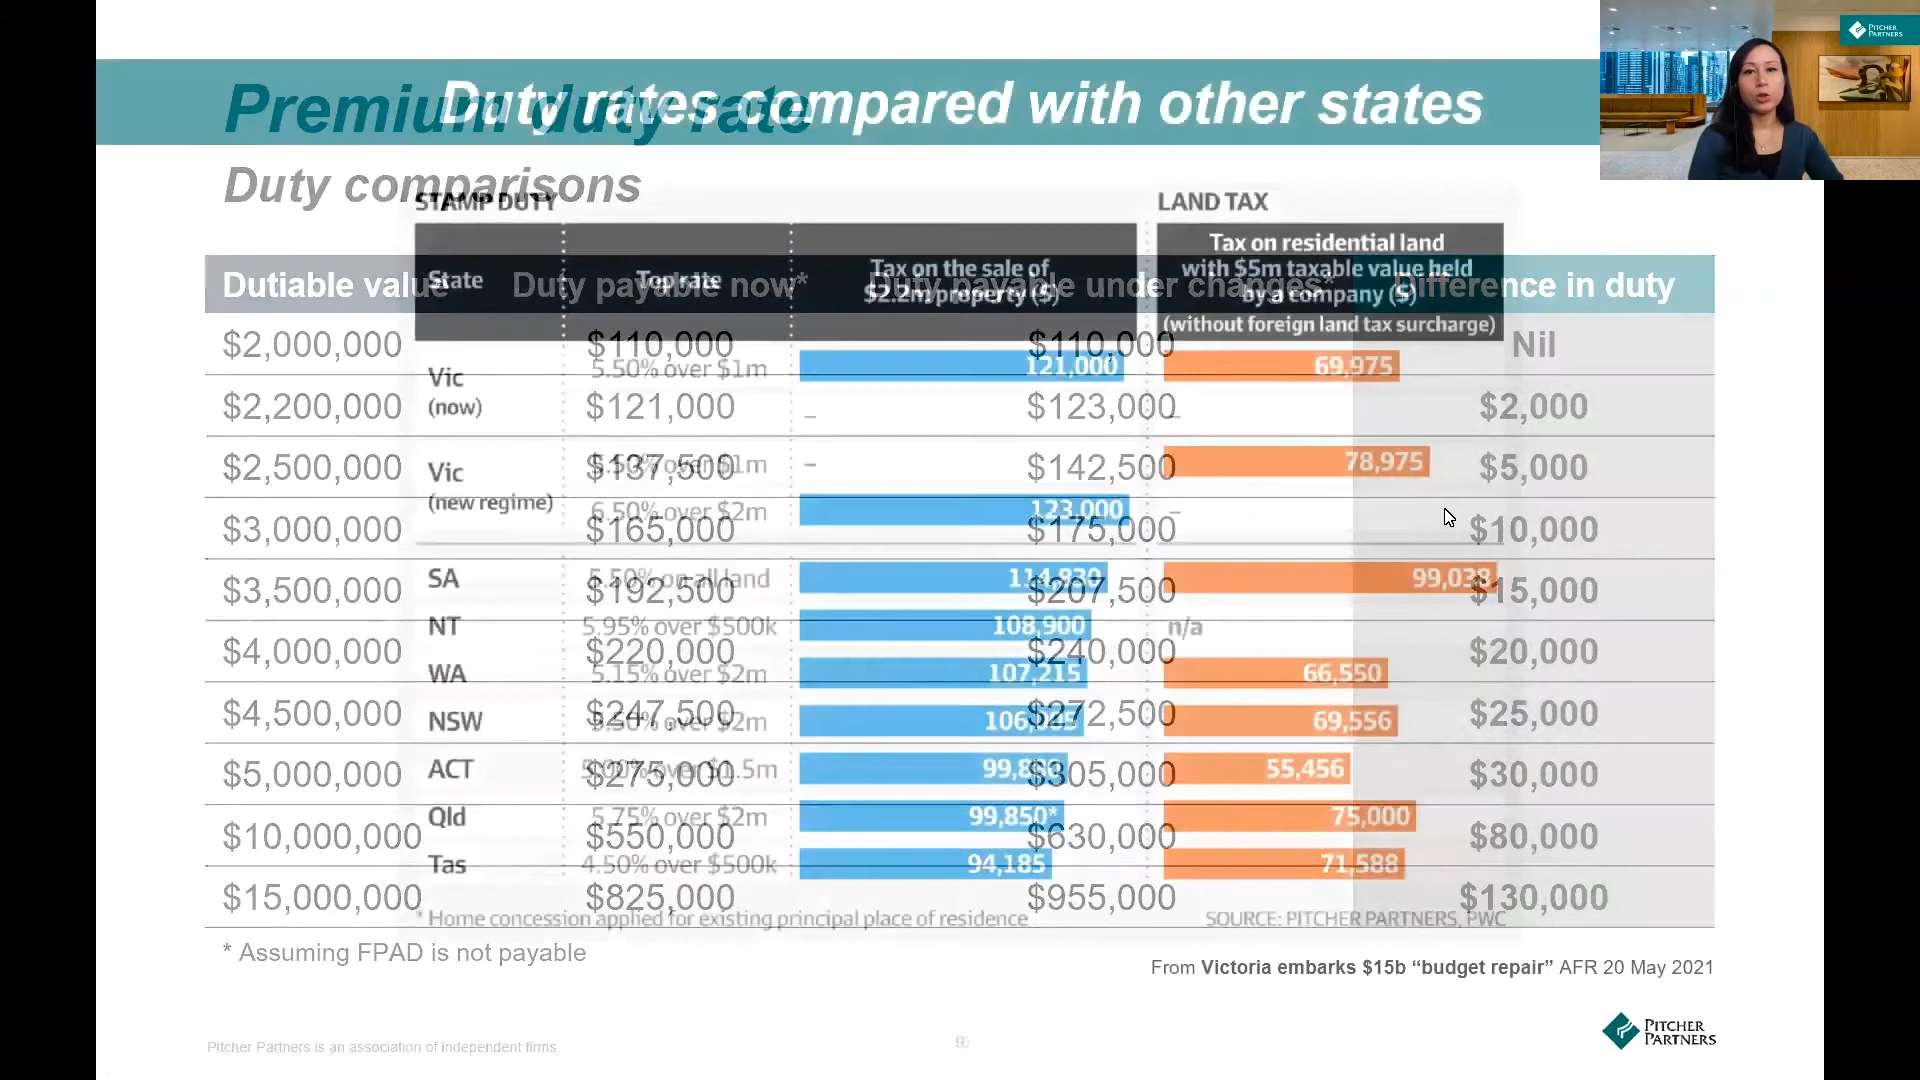 PITCHER
PARTNERS
Premium duty rate
Duty rates compared with other states
Duty comparisons
STAMP DUTY
LAND TAX
Dutiable value
Duty payable now*
Duty payable under changes*
Difference in duty
State
Top rate
Tax on the sale of
$2.2m property ($)
Tax on residential land
with $5m taxable value held
by a company ($)
(without foreign land tax surcharge)
$2,000,000 $110,000 $110,000 Nil
$2,200,000 $121,000 $123,000 $2,000
$2,500,000 $137,500 $142,500 $5,000
$3,000,000 $165,000 $175,000 $10,000
$3,500,000 $192,500 $207,500 $15,000
$4,000,000 $220,000 $240,000 $20,000
$4,500,000 $247,500 $272,500 $25,000
$5,000,000 $275,000 $305,000 $30,000
$10,000,000 $550,000 $630,000 $80,000
$15,000,000 $825,000 $955,000 $130,000
Vic 5.50% over $1m 121,000 69,975
(now) – –
Vic over $1m – 78,975
(new regime) 6.50% over $2m 123,000 –
SA 5.50% on all land 114,830 99,038
NT 5.95% over $500k 108,900 n/a
WA 5.15% over $2m 107,215 66,550
NSW over $2m 69,556
ACT over $1.5m 55,456
Qld 5.75% over $2m 99,850* 75,000
Tas 4.50% over $500k 94,185 71,588
* Home concession applied for existing principal place of residence
SOURCE: PITCHER PARTNERS, PWC
* Assuming FPAD is not payable
From Victoria embarks $15b “budget repair” AFR 20 May 2021
Pitcher Partners is an association of independent firms
PITCHER
PARTNERS